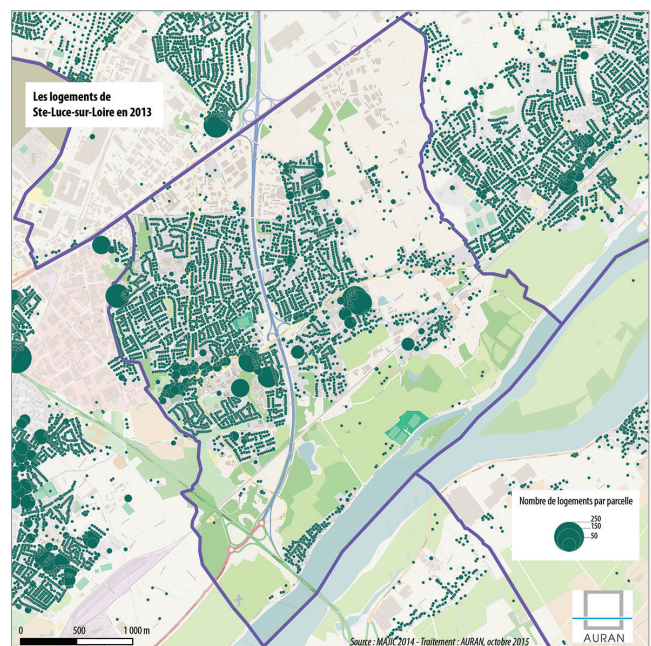 Les logements de
Ste-Luce-sur-Loire en 2013
Nombre de logements par parcelle
250
150
50
0 500 1 000 m
Source : MAJIC 2014 - Traitement : AURAN, octobre 2015
AURAN